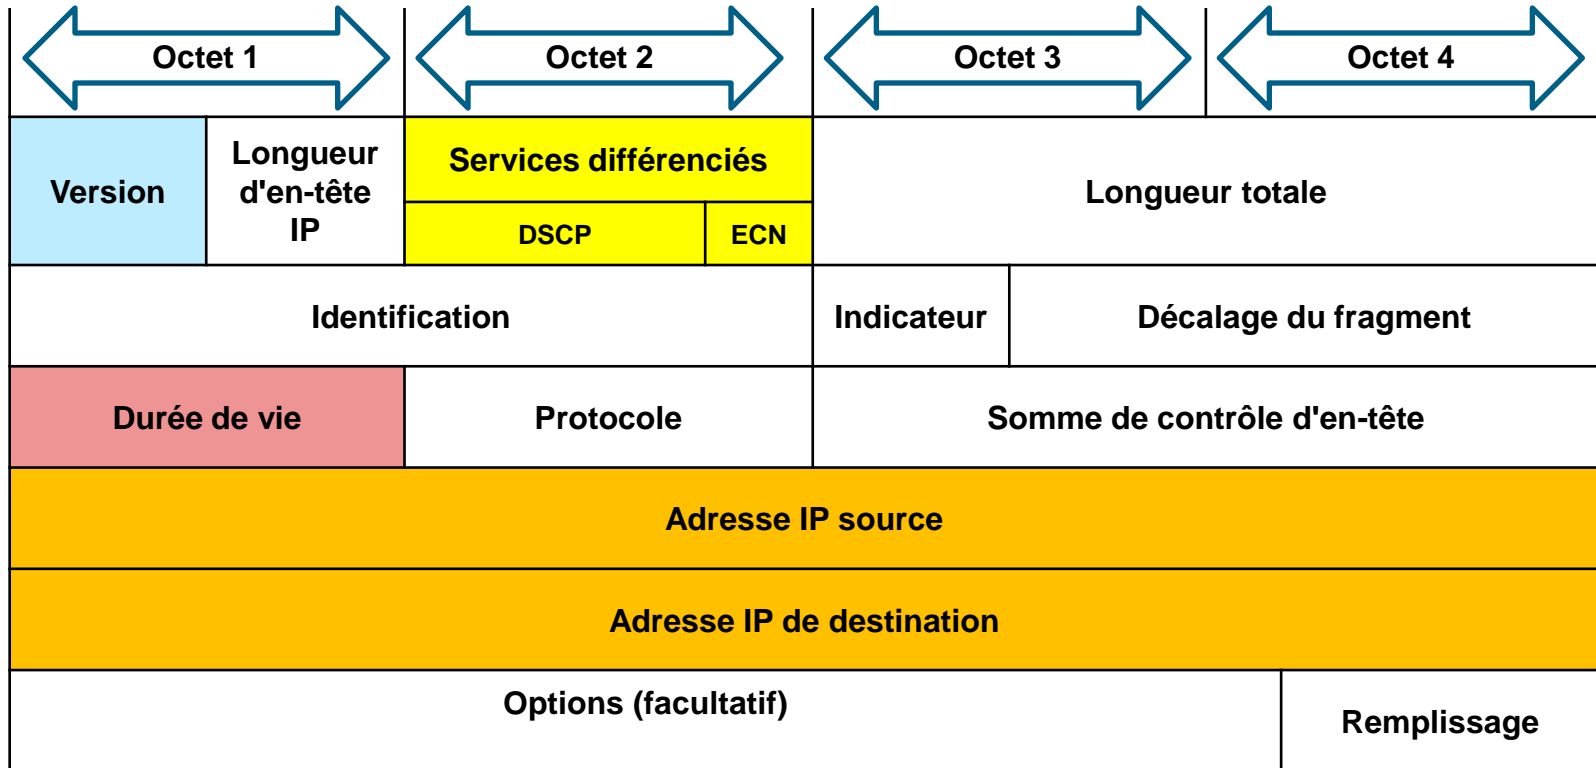 Octet 1
Octet 2
Octet 3
Octet 4
Version
Longueur
d'en-tête
IP
Services différenciés
DSCP
ECN
Longueur totale
Identification
Indicateur
Décalage du fragment
Durée de vie
Protocole
Somme de contrôle d'en-tête
Adresse IP source
Adresse IP de destination
Options (facultatif)
Remplissage